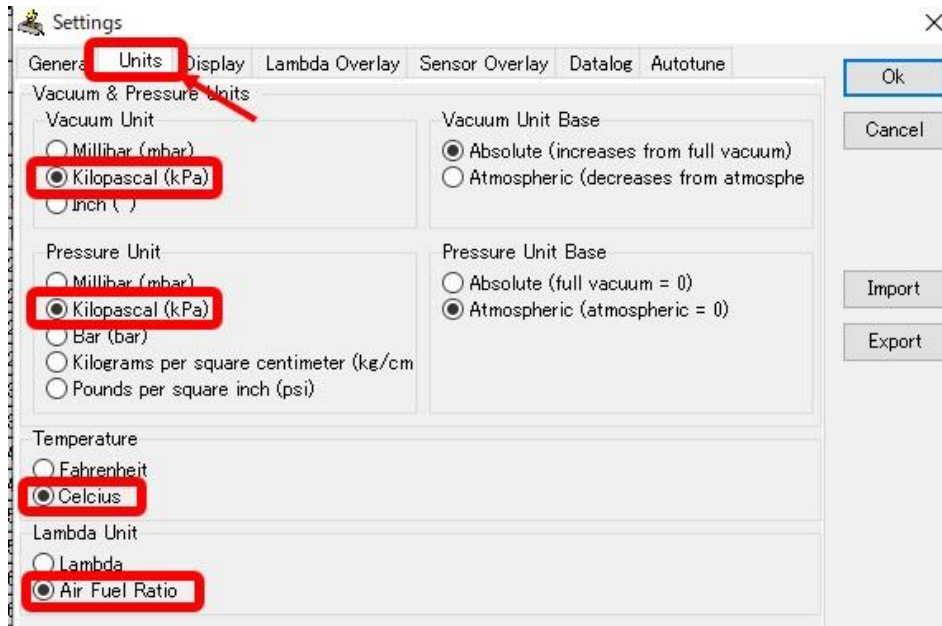 Settings
General Units Display Lambda Overlay Sensor Overlay Datalog Autotune
Ok
Cancel
Import
Export
Vacuum & Pressure Units
Vacuum Unit
Millibar (mbar)
Kilopascal (kPa)
Inch ( )
Vacuum Unit Base
Absolute (increases from full vacuum)
Atmospheric (decreases from atmosphe
Pressure Unit
Millibar (mbar)
Kilopascal (kPa)
Bar (bar)
Kilograms per square centimeter (kg/cm
Pounds per square inch (psi)
Pressure Unit Base
Absolute (full vacuum = 0)
Atmospheric (atmospheric = 0)
Temperature
Fahrenheit
Celcius
Lambda Unit
Lambda
Air Fuel Ratio